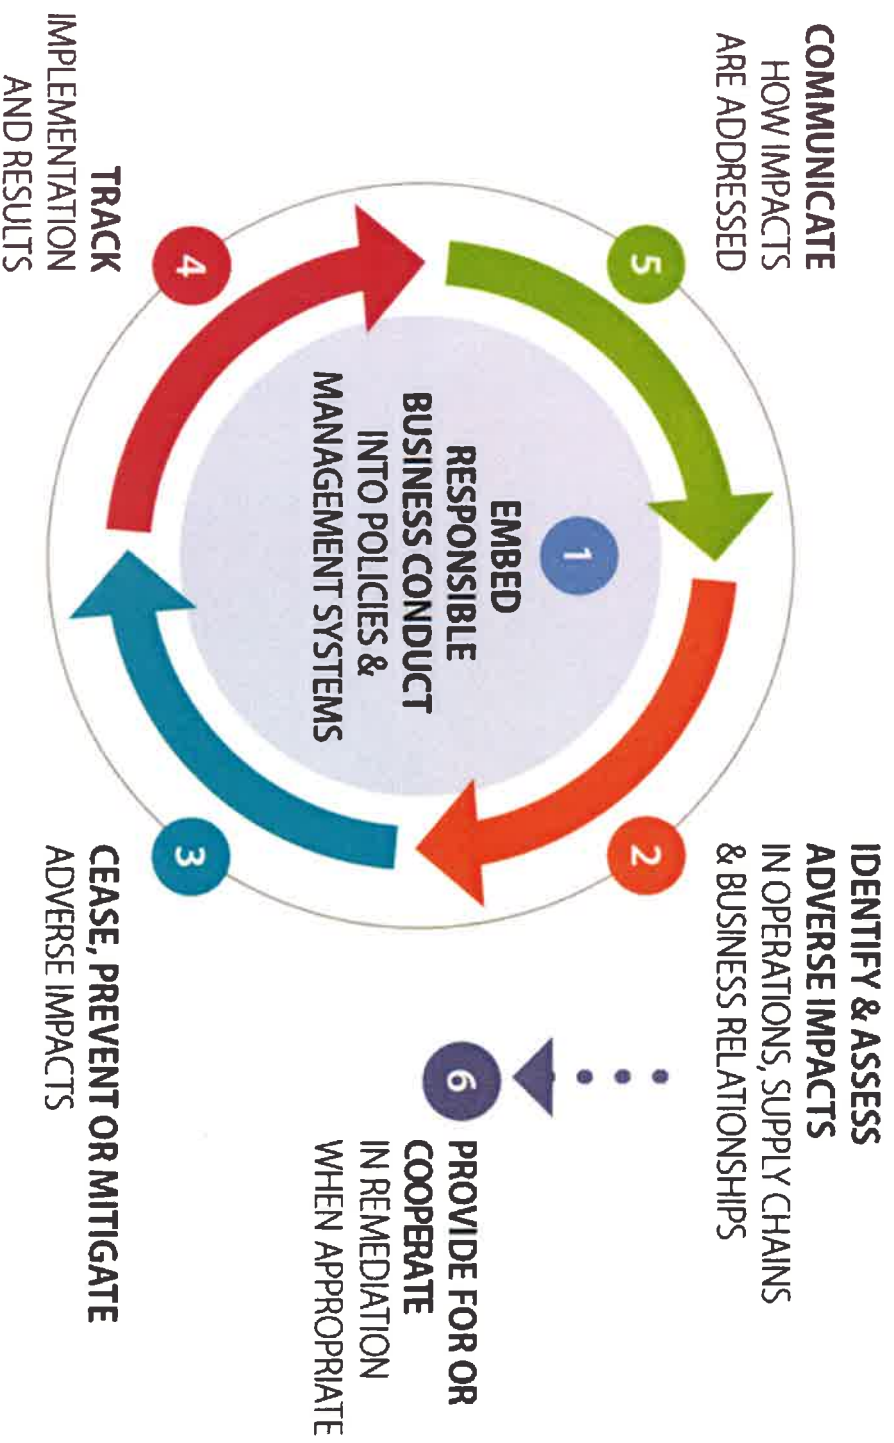 1
EMBED
RESPONSIBLE
BUSINESS CONDUCT
INTO POLICIES &
MANAGEMENT SYSTEMS
2
IDENTIFY & ASSESS
ADVERSE IMPACTS
IN OPERATIONS, SUPPLY CHAINS
& BUSINESS RELATIONSHIPS
3
CEASE, PREVENT OR MITIGATE
ADVERSE IMPACTS
4
TRACK
IMPLEMENTATION
AND RESULTS
5
COMMUNICATE
HOW IMPACTS
ARE ADDRESSED
6
PROVIDE FOR OR
COOPERATE
IN REMEDIATION
WHEN APPROPRIATE